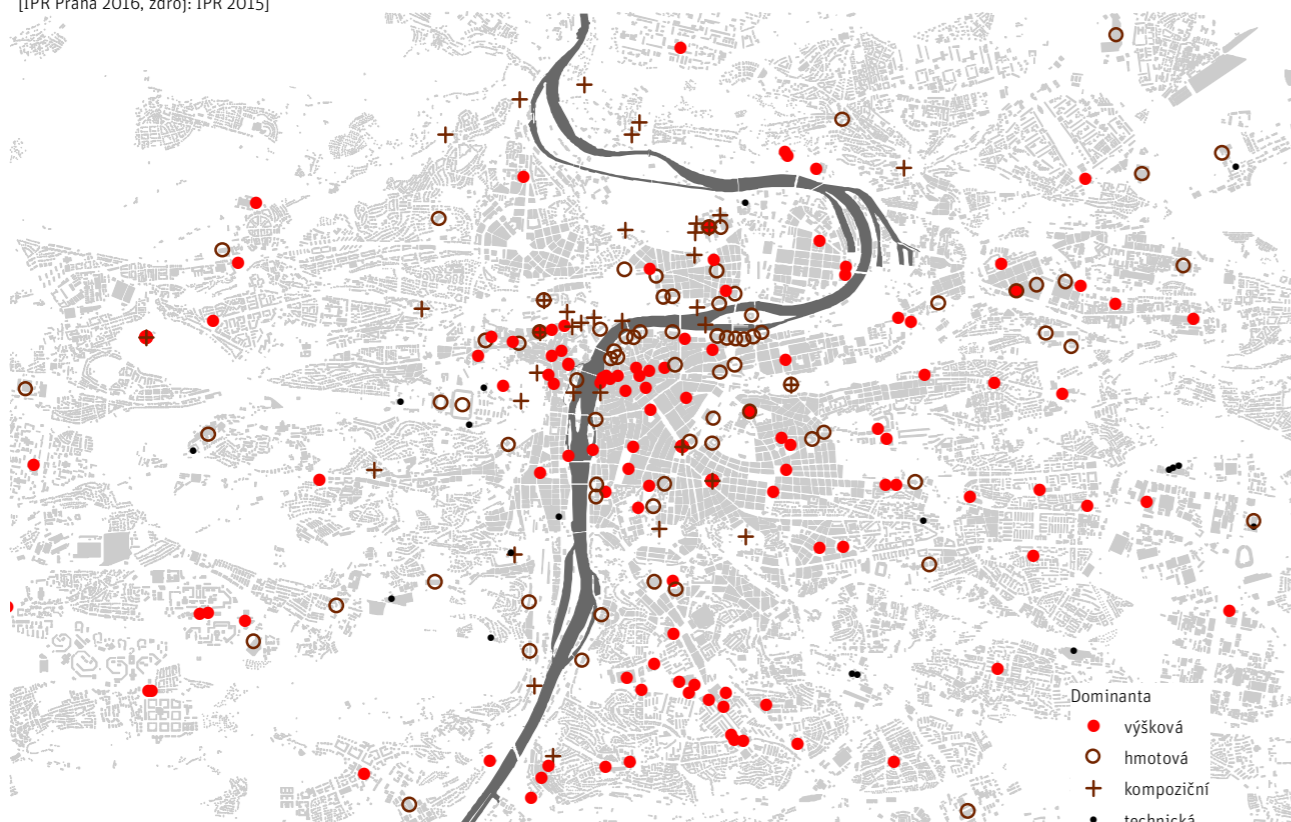 [IPR Praha 2016, zdroj: IPR 2015]
Dominanta
výšková
hmotová
kompoziční
technická